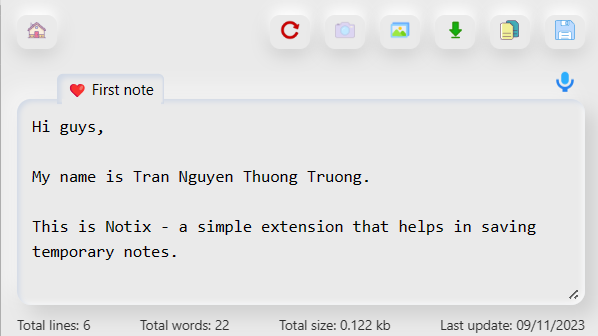 ❤️ First note
Hi guys,
My name is Tran Nguyen Thuong Truong.
This is Notix - a simple extension that helps in saving
temporary notes.
Total lines: 6 Total words: 22 Total size: 0.122 kb Last update: 09/11/2023